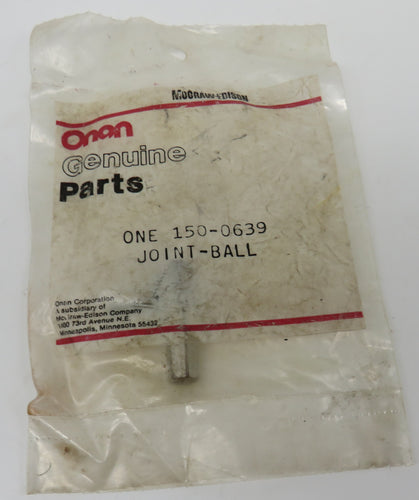 McGRAW-EDISON
Onan
Genuine
Parts
ONE 150-0639
JOINT-BALL
Onan Corporation
A subsidiary of
McGraw-Edison Company
1400 73rd Avenue N.E.
Minneapolis, Minnesota 55432